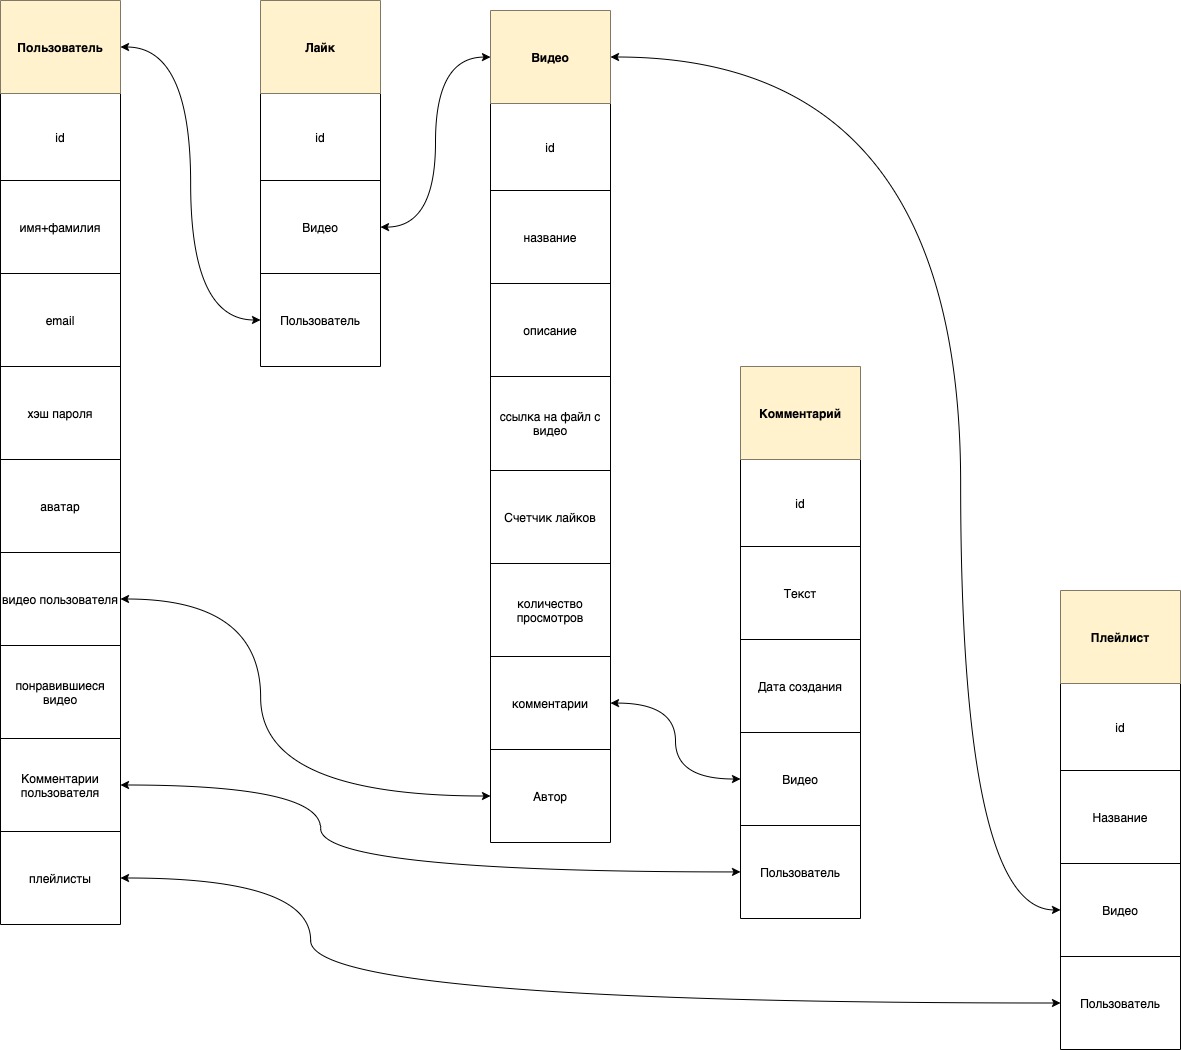 Пользователь
id
имя+фамилия
email
хэш пароля
аватар
видео пользователя
понравившиеся
видео
Комментарии
пользователя
плейлисты
Лайк
id
Видео
Пользователь
Видео
id
название
описание
ссылка на файл с
видео
Счетчик лайков
количество
просмотров
комментарии
Автор
Комментарий
id
Текст
Дата создания
Видео
Пользователь
Плейлист
id
Название
Видео
Пользователь